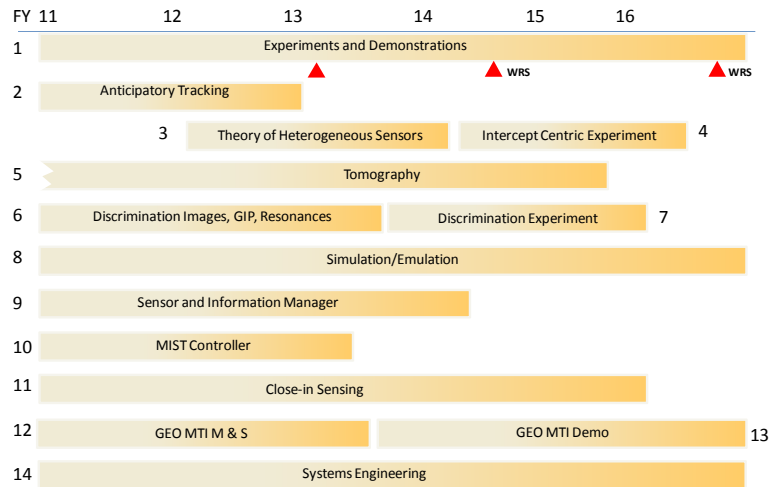 FY 11 12 13 14 15 16
1 Experiments and Demonstrations
WRS WRS
2 Anticipatory Tracking
3 Theory of Heterogeneous Sensors Intercept Centric Experiment 4
5 Tomography
6 Discrimination Images, GIP, Resonances Discrimination Experiment 7
8 Simulation/Emulation
9 Sensor and Information Manager
10 MIST Controller
11 Close-in Sensing
12 GEO MTI M & S GEO MTI Demo 13
14 Systems Engineering